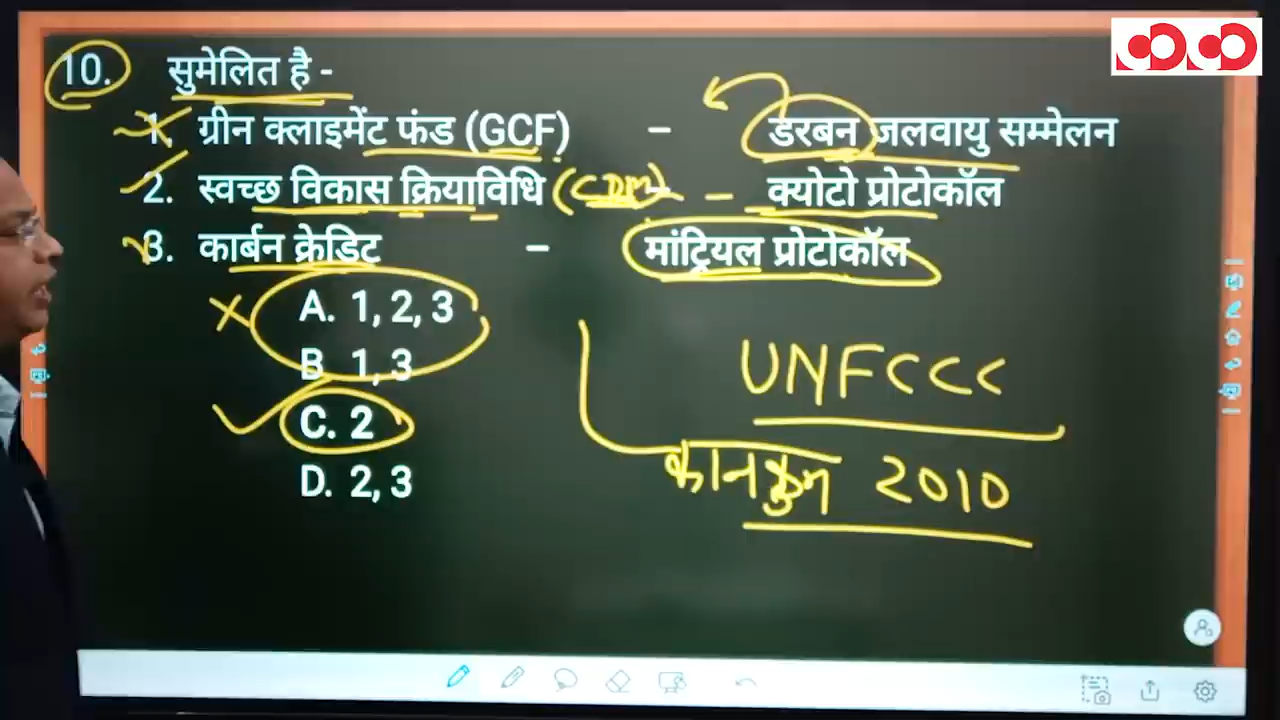 10. सुमेलित है -
1. ग्रीन क्लाइमेंट फंड (GCF) – डरबन जलवायु सम्मेलन
2. स्वच्छ विकास क्रियाविधि (CDM) – क्योटो प्रोटोकॉल
3. कार्बन क्रेडिट – मांट्रियल प्रोटोकॉल
A. 1, 2, 3
B 1, 3
C. 2
D. 2, 3
UNFCCC
कानकुन 2010